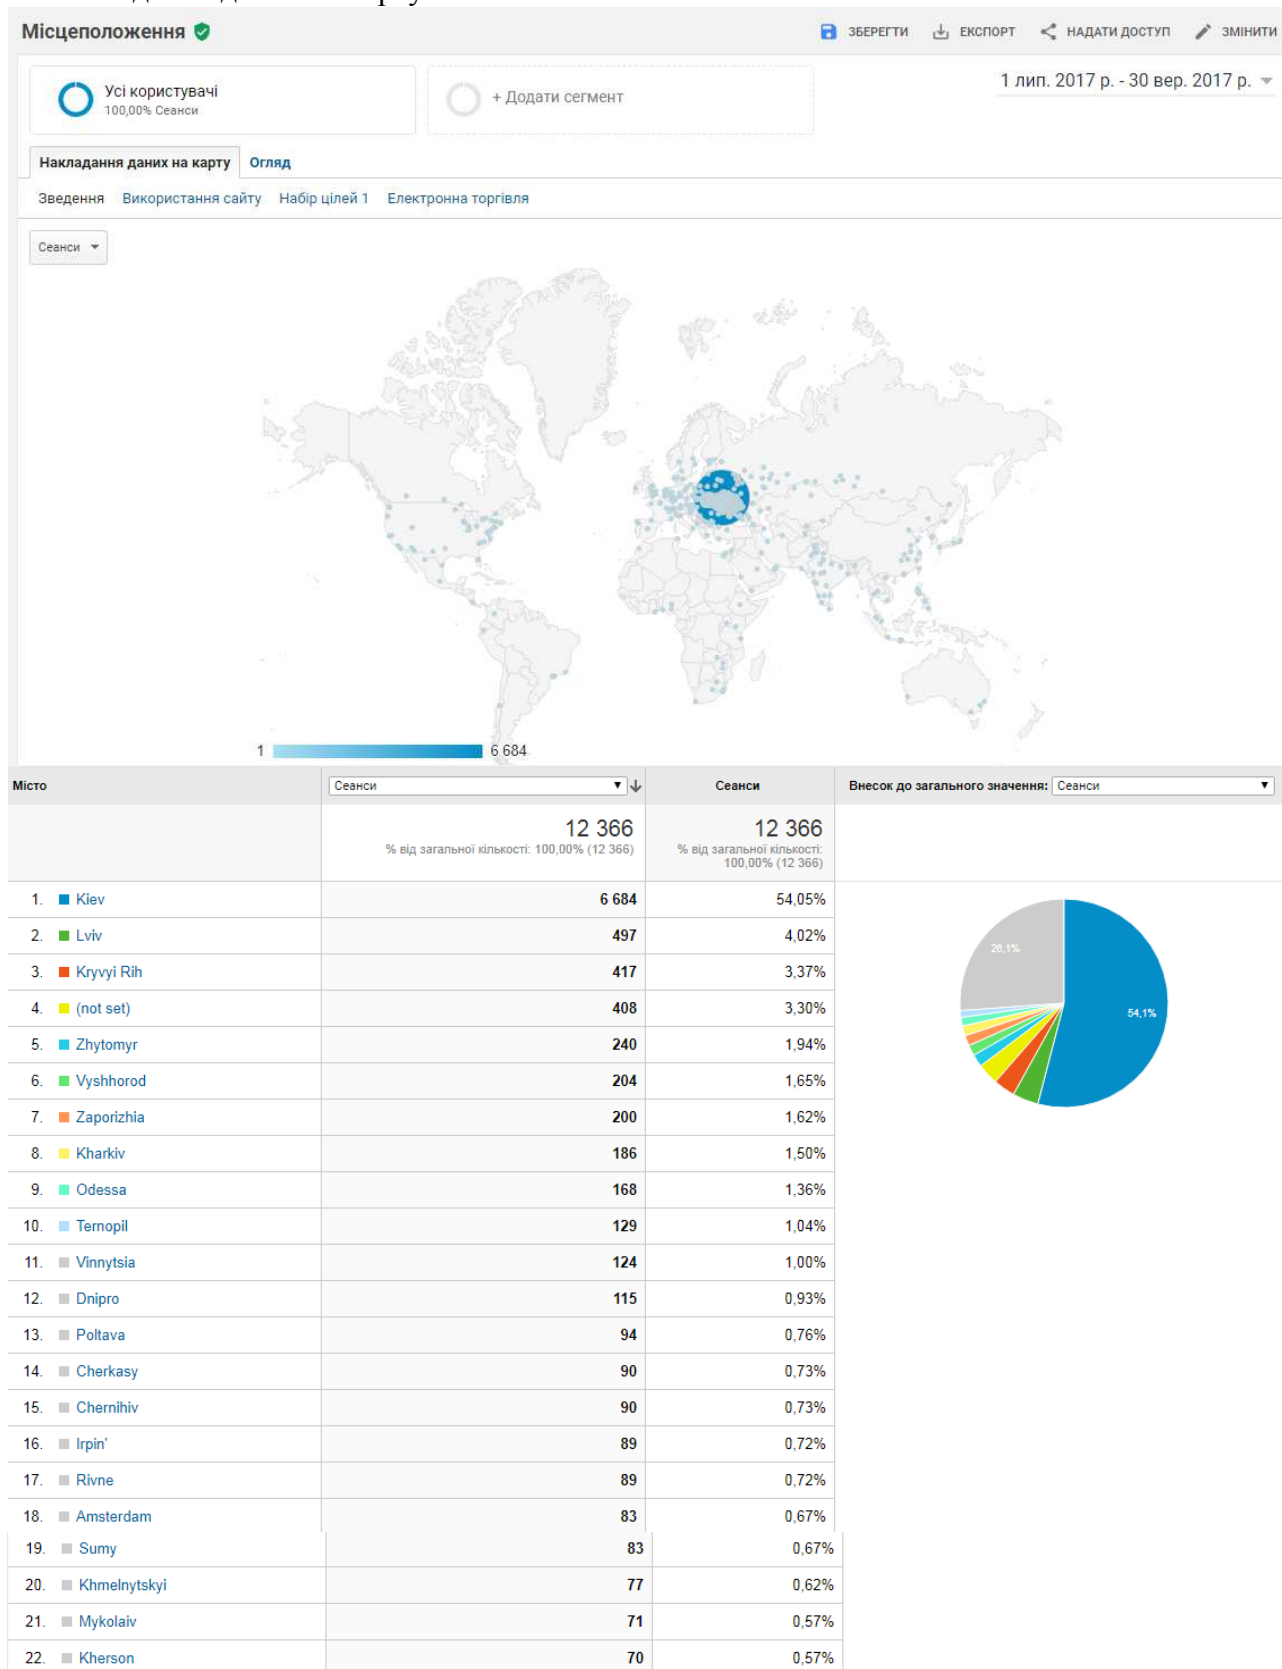 Місцеположення
ЗБЕРЕГТИ ЕКСПОРТ НАДАТИ ДОСТУП ЗМІНИТИ
Усі користувачі
100,00% Сеанси
+ Додати сегмент
1 лип. 2017 р. - 30 вер. 2017 р.
Накладання даних на карту Огляд
Зведення Використання сайту Набір цілей 1 Електронна торгівля
Сеанси
1 6 684
Місто Сеанси Сеанси Внесок до загального значення: Сеанси
12 366 12 366
% від загальної кількості: 100,00% (12 366) % від загальної кількості:
100,00% (12 366)
1. Kiev 6 684 54,05%
2. Lviv 497 4,02%
3. Kryvyi Rih 417 3,37%
4. (not set) 408 3,30%
5. Zhytomyr 240 1,94%
6. Vyshhorod 204 1,65%
7. Zaporizhia 200 1,62%
8. Kharkiv 186 1,50%
9. Odessa 168 1,36%
10. Ternopil 129 1,04%
11. Vinnytsia 124 1,00%
12. Dnipro 115 0,93%
13. Poltava 94 0,76%
14. Cherkasy 90 0,73%
15. Chernihiv 90 0,73%
16. Irpin' 89 0,72%
17. Rivne 89 0,72%
18. Amsterdam 83 0,67%
19. Sumy 83 0,67%
20. Khmelnytskyi 77 0,62%
21. Mykolaiv 71 0,57%
22. Kherson 70 0,57%
26,1%
54,1%